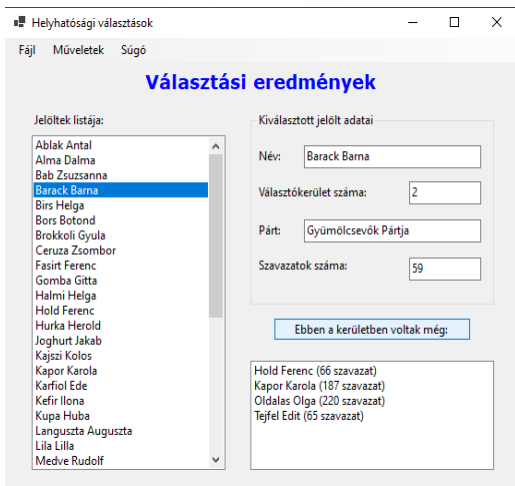 Helyhatósági választások
Fájl Műveletek Súgó
Választási eredmények
Jelöltek listája:
Ablak Antal
Alma Dalma
Bab Zsuzsanna
Barack Barna
Birs Helga
Bors Botond
Brokkoli Gyula
Ceruza Zsombor
Fasirt Ferenc
Gomba Gitta
Halmi Helga
Hold Ferenc
Hurka Herold
Joghurt Jakab
Kajszi Kolos
Kapor Karola
Karfiol Ede
Kefir Ilona
Kupa Huba
Languszta Auguszta
Lila Lilla
Medve Rudolf
Kiválasztott jelölt adatai
Név: Barack Barna
Választókerület száma: 2
Párt: Gyümölcsevők Pártja
Szavazatok száma: 59
Ebben a kerületben voltak még:
Hold Ferenc (66 szavazat)
Kapor Karola (187 szavazat)
Oldalas Olga (220 szavazat)
Tejfel Edit (65 szavazat)